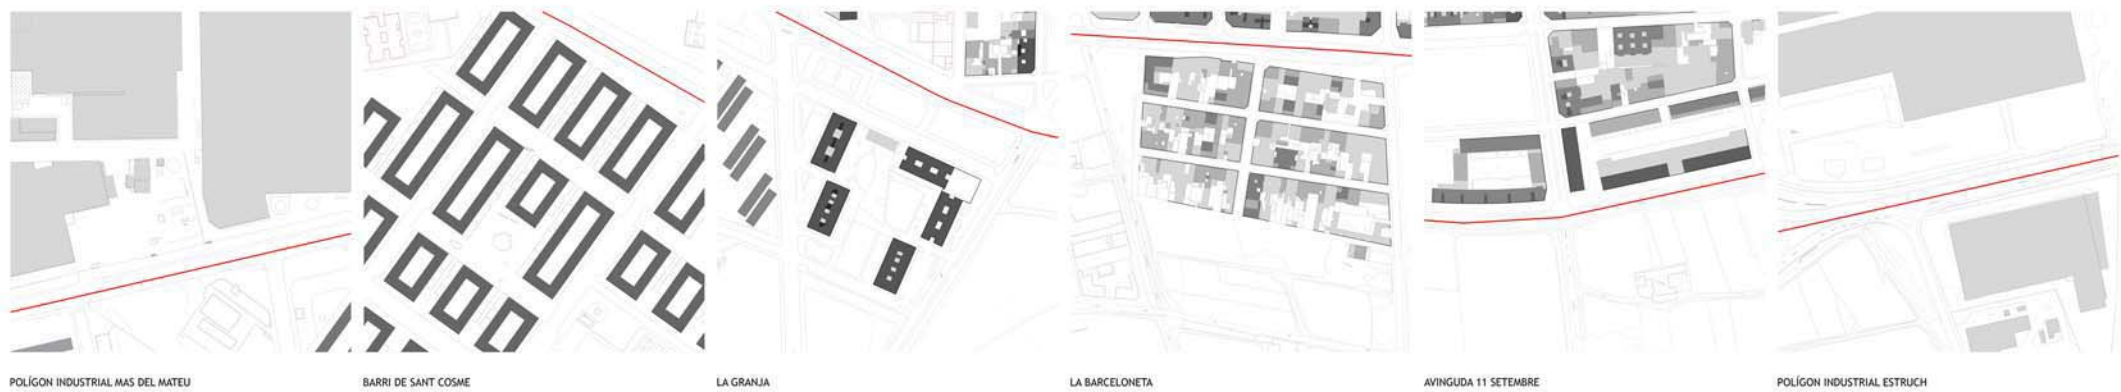 POLÍGON INDUSTRIAL MAS DEL MATEU
BARRI DE SANT COSME
LA GRANJA
LA BARCELONETA
AVINGUDA 11 SETEMBRE
POLÍGON INDUSTRIAL ESTRUCH